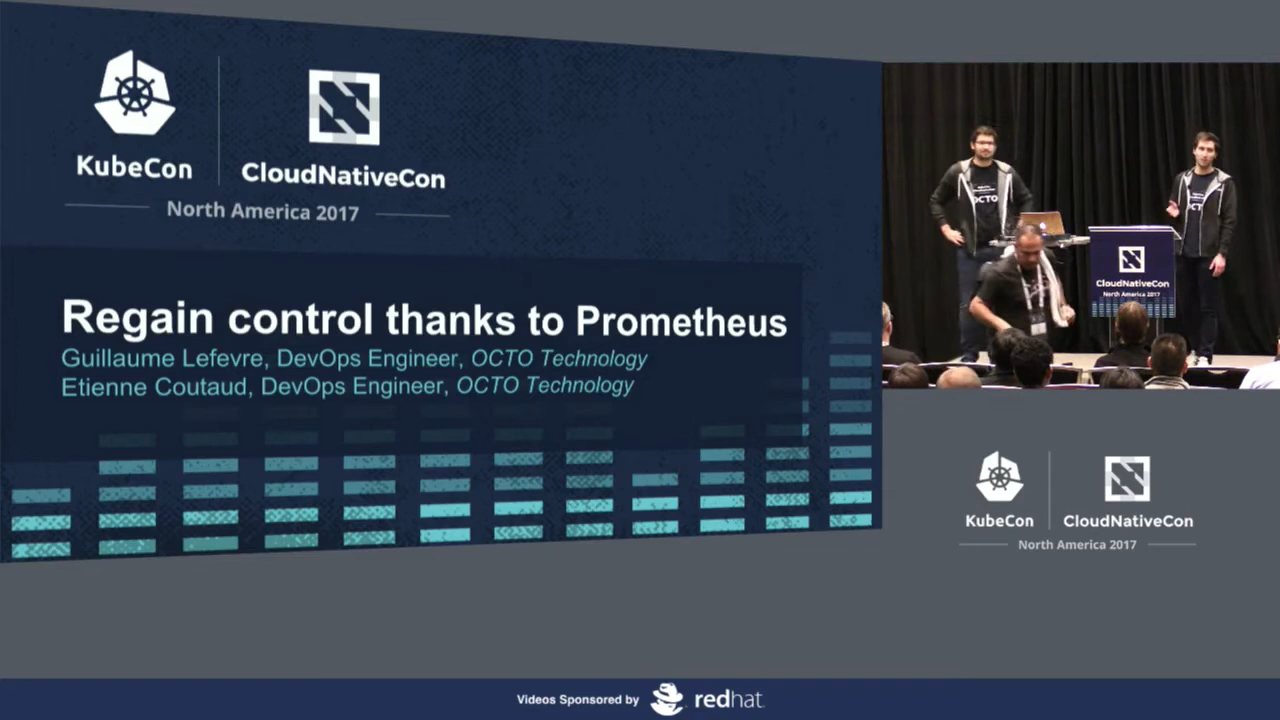 KubeCon
CloudNativeCon
North America 2017
Regain control thanks to Prometheus
Guillaume Lefevre, DevOps Engineer, OCTO Technology
Etienne Coutaud, DevOps Engineer, OCTO Technology
OCTO
OCTO
CloudNativeCon
North America 2017
KubeCon
CloudNativeCon
North America 2017
Videos Sponsored by redhat